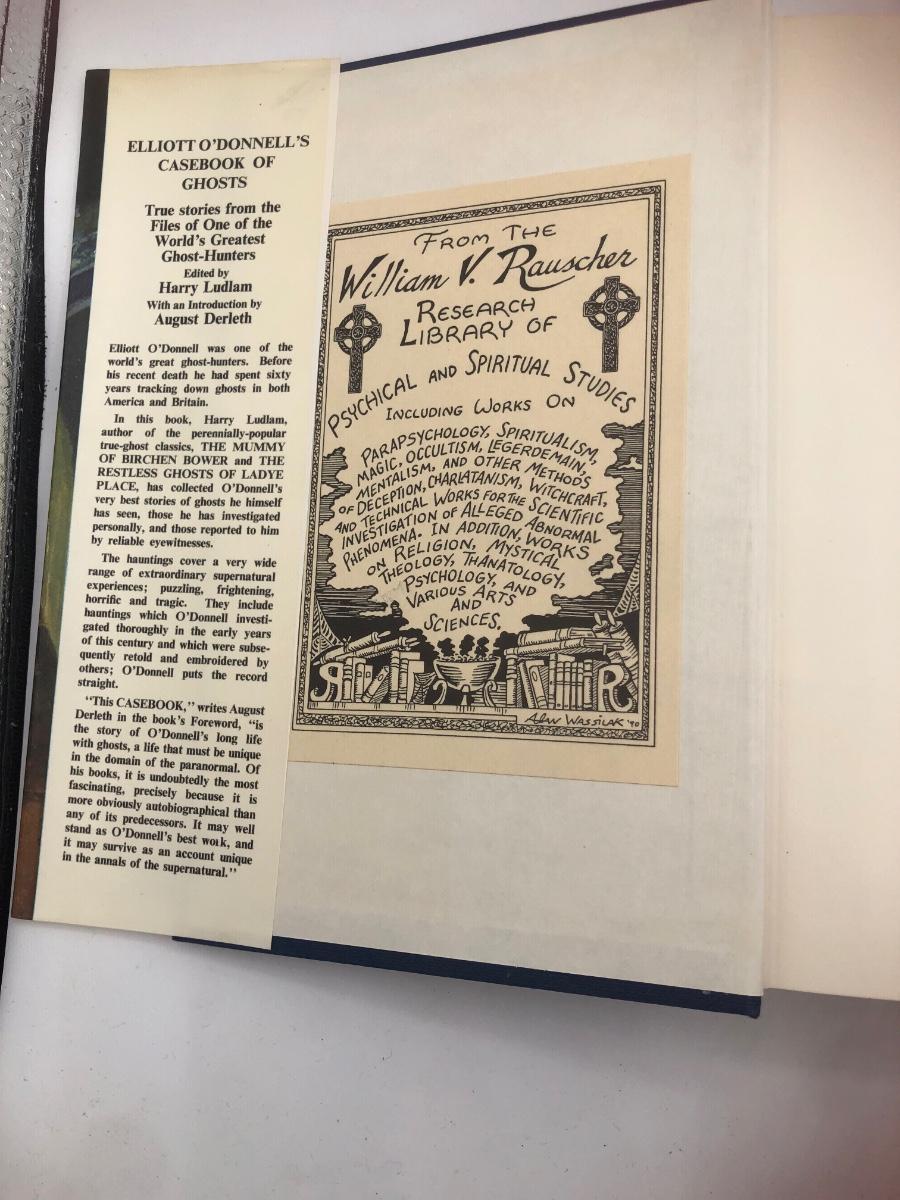 ELLIOTT O'DONNELL'S
CASEBOOK OF
GHOSTS
True stories from the
Files of One of the
World's Greatest
Ghost-Hunters
Edited by
Harry Ludlam
With an Introduction by
August Derleth
Elliott O'Donnell was one of the
world's great ghost-hunters. Before
his recent death he had spent sixty
years tracking down ghosts in both
America and Britain.
In this book, Harry Ludlam,
author of the perennially-popular
true-ghost classics, THE MUMMY
OF BIRCHEN BOWER and THE
RESTLESS GHOSTS OF LADYE
PLACE, has collected O'Donnell's
very best stories of ghosts he himself
has seen, those he has investigated
personally, and those reported to him
by reliable eyewitnesses.
The hauntings cover a very wide
range of extraordinary supernatural
experiences; puzzling, frightening,
horrific and tragic. They include
hauntings which O'Donnell investi-
gated thoroughly in the early years
of this century and which were subse-
quently retold and embroidered by
others; O'Donnell puts the record
straight.
"This CASEBOOK," writes August
Derleth in the book's Foreword, "is
the story of O'Donnell's long life
with ghosts, a life that must be unique
in the domain of the paranormal. Of
his books, it is undoubtedly the most
fascinating, precisely because it is
more obviously autobiographical than
any of its predecessors. It may well
stand as O'Donnell's best work, and
it may survive as an account unique
in the annals of the supernatural."
FROM THE
William V. Rauscher
RESEARCH
LIBRARY OF
PSYCHICAL AND SPIRITUAL STUDIES
INCLUDING WORKS ON
PARAPSYCHOLOGY, SPIRITUALISM,
MAGIC, OCCULTISM, LEGERDEMAIN,
MENTALISM, AND OTHER METHODS
OF DECEPTION, CHARLATANISM, WITCHCRAFT,
AND TECHNICAL WORKS FOR THE SCIENTIFIC
INVESTIGATION OF ALLEGED ABNORMAL
PHENOMENA. IN ADDITION, WORKS
ON RELIGION, MYSTICAL
THEOLOGY, THANATOLOGY,
PSYCHOLOGY, AND
VARIOUS ARTS
AND
SCIENCES.
ALAN WASSILAK '90